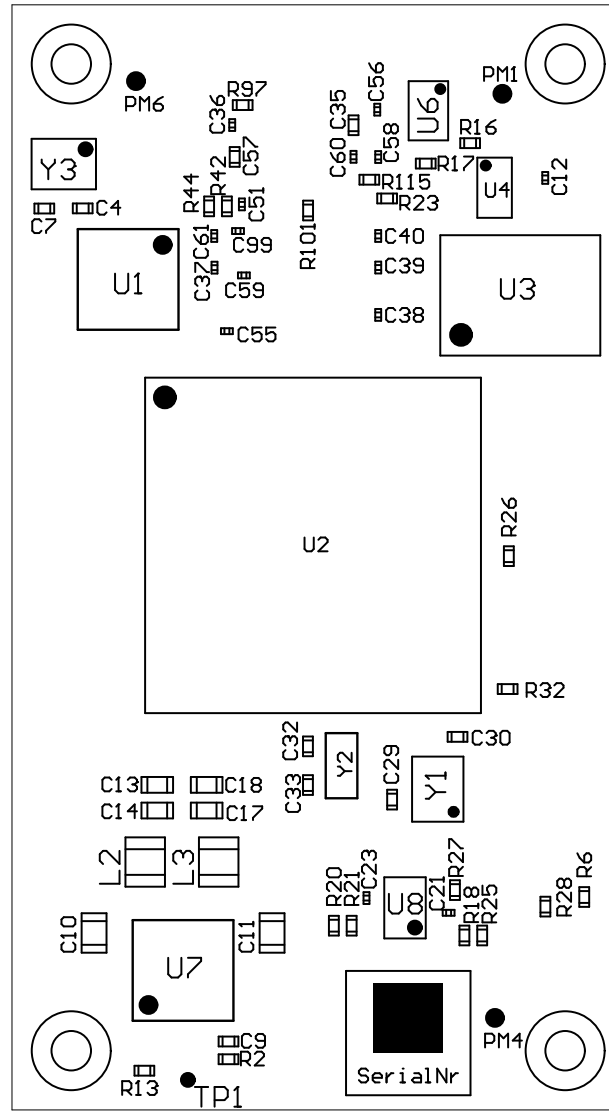 PM6
R97
C36
C57
C35
C56
U6
PM1
R16
C60
C58
R17
Y3
R44
R42
C51
R115
R23
U4
C12
C7
C4
C61
C99
R101
C40
U1
C37
C59
C39
U3
C55
C38
U2
R26
R32
C32
Y2
C30
C13
C18
C33
C29
Y1
C14
C17
L2
L3
R20
R21
C23
U8
C21
R27
R18
R25
R28
R6
C10
C11
U7
C9
R2
R13
TP1
PM4
SerialNr